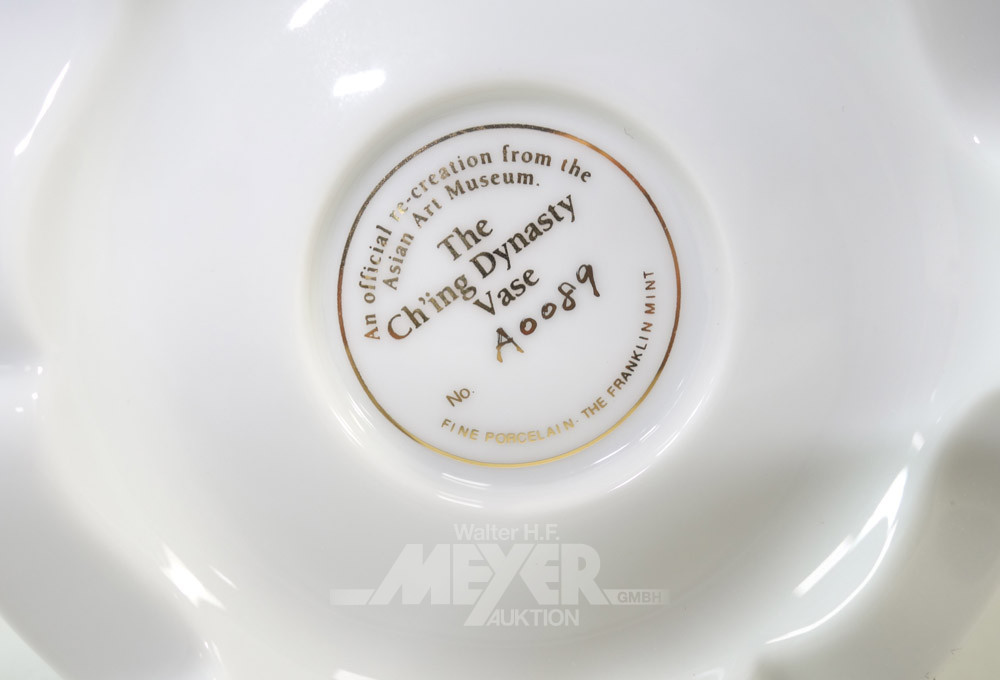 An official re-creation from the
Asian Art Museum.
The
Ch'ing Dynasty
Vase
A0089
No.
FINE PORCELAIN · THE FRANKLIN MINT
Walter H.F.
MEYER
GMBH
AUKTION